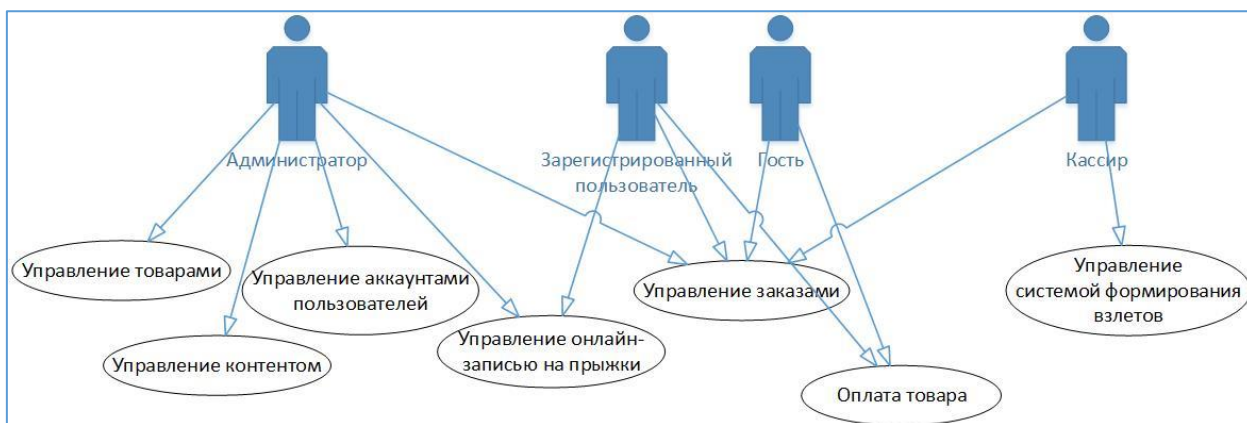 Администратор
Зарегистрированный
пользователь
Гость
Кассир
Управление товарами
Управление аккаунтами
пользователей
Управление заказами
Управление
системой формирования
взлетов
Управление контентом
Управление онлайн-
записью на прыжки
Оплата товара